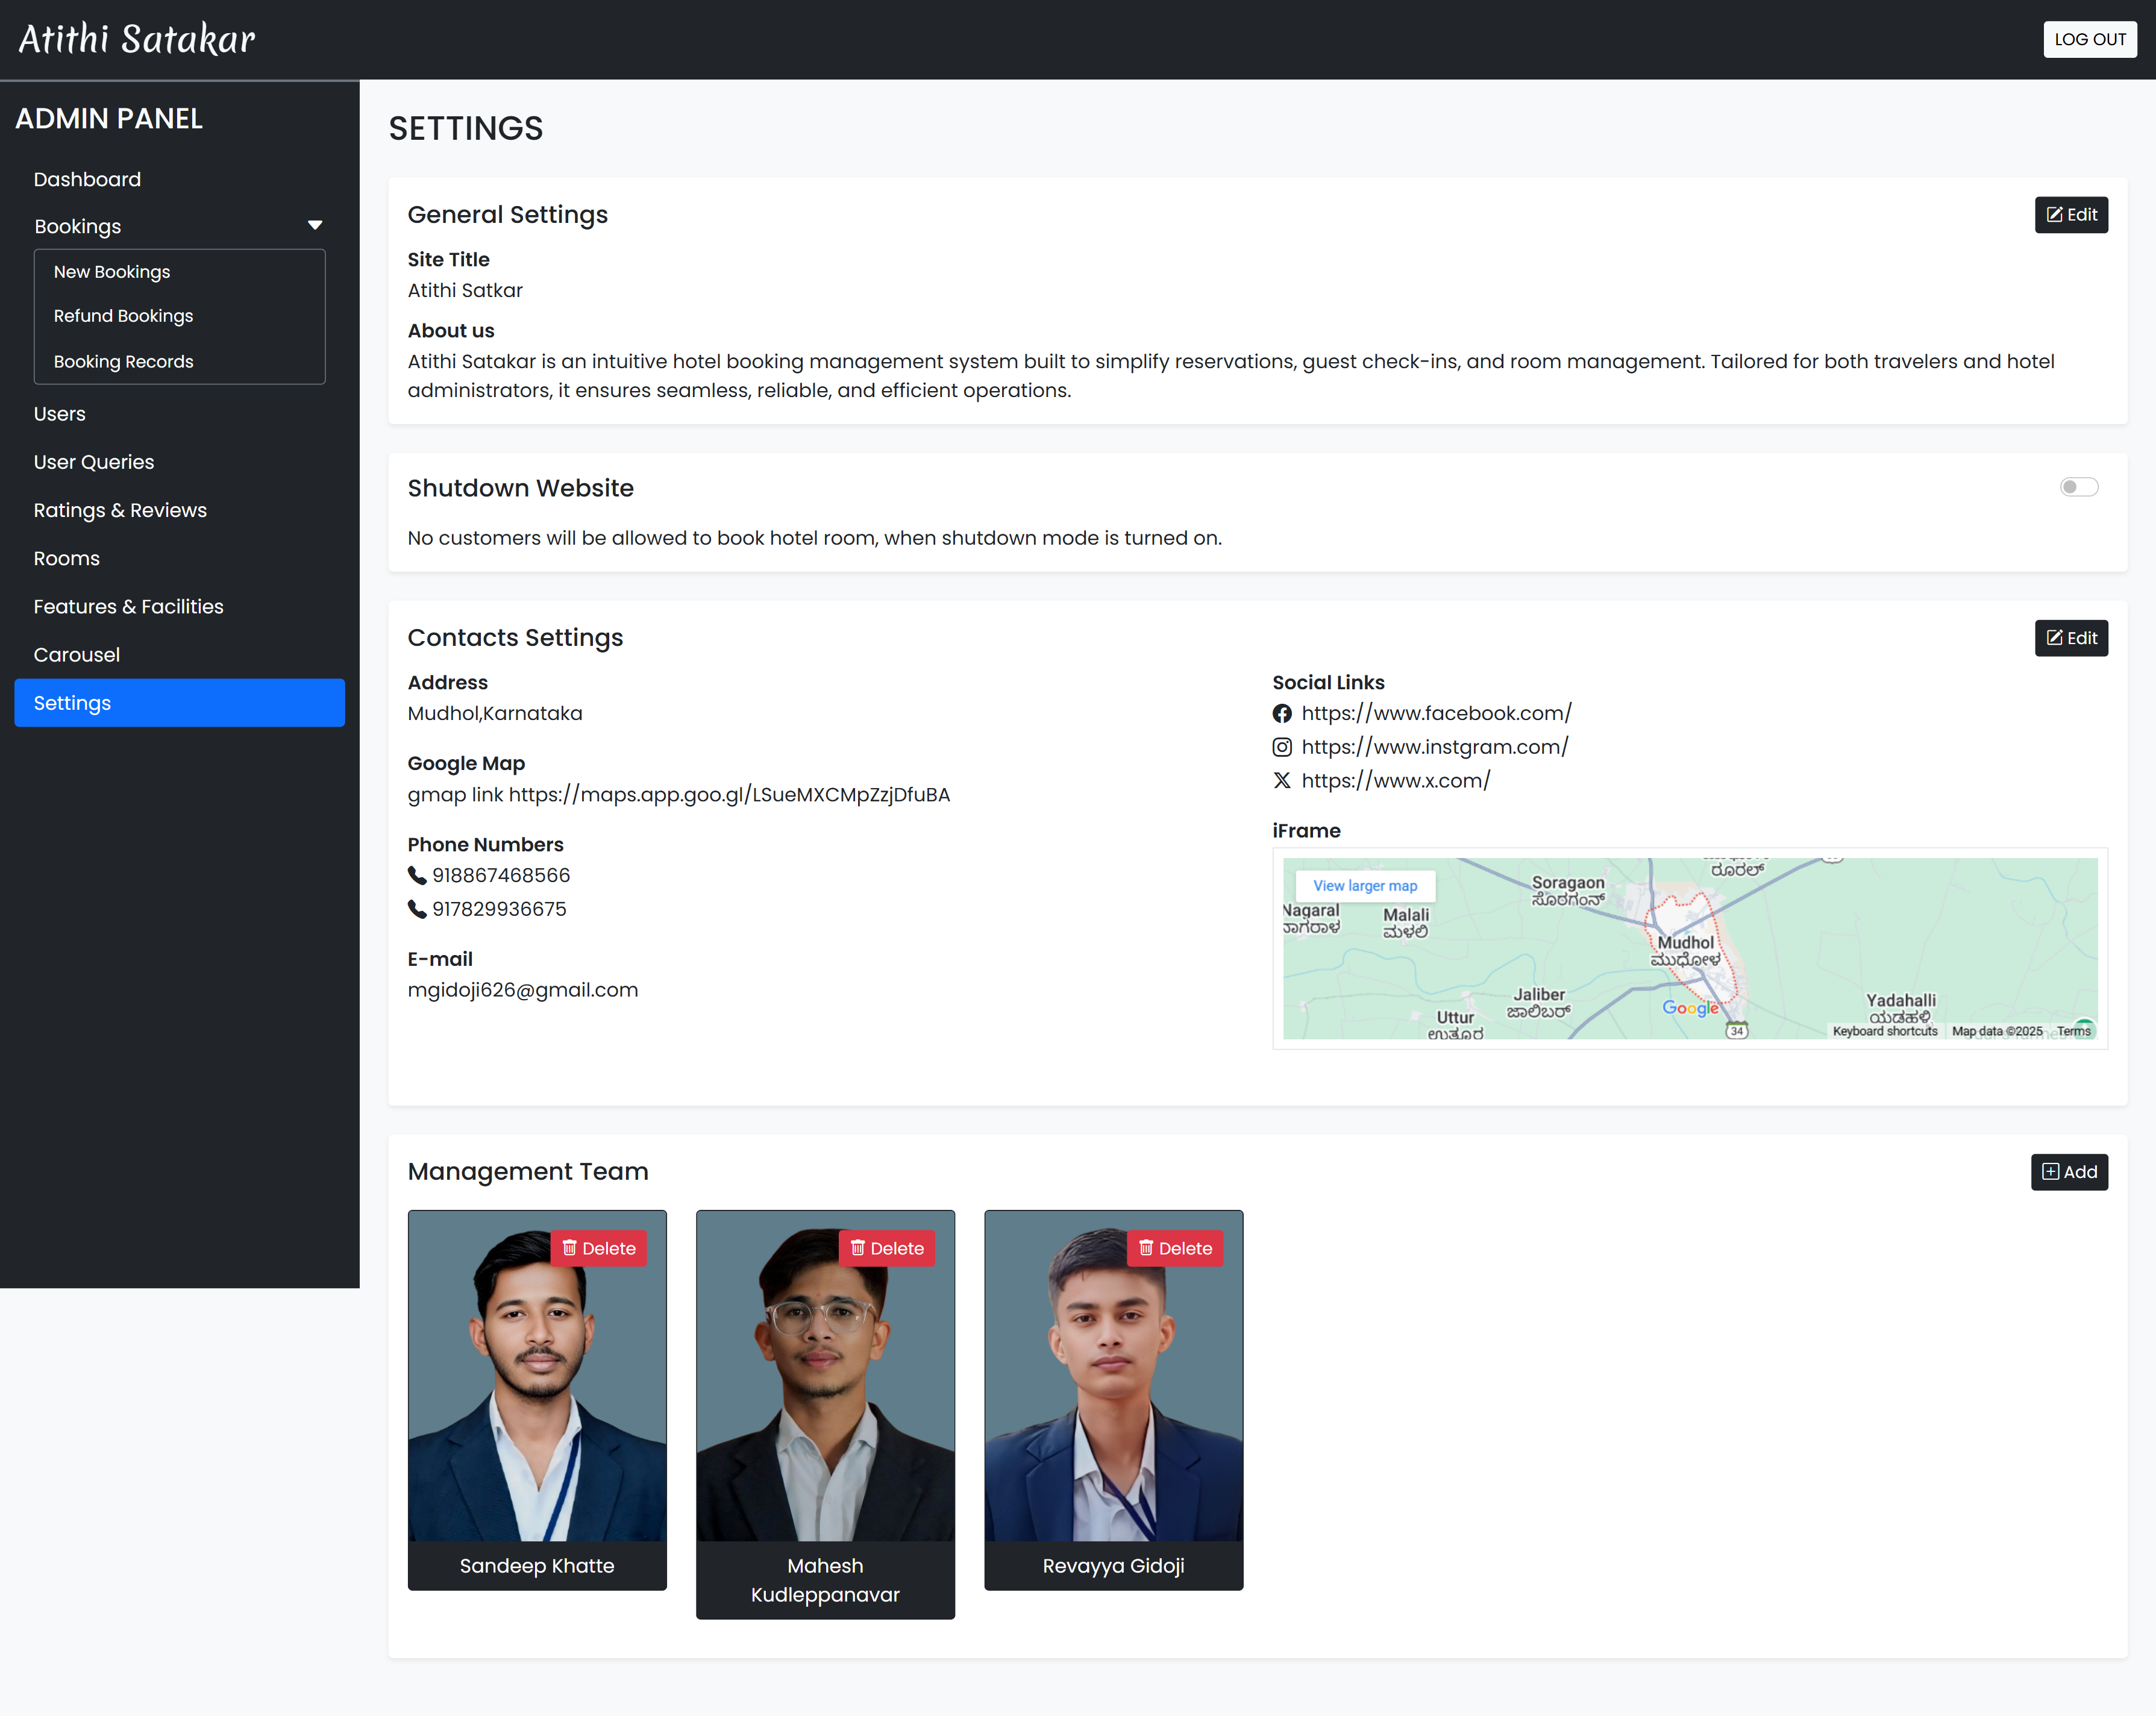 Atithi Satakar
LOG OUT
ADMIN PANEL
Dashboard
Bookings
New Bookings
Refund Bookings
Booking Records
Users
User Queries
Ratings & Reviews
Rooms
Features & Facilities
Carousel
Settings
SETTINGS
General Settings
Edit
Site Title
Atithi Satkar
About us
Atithi Satakar is an intuitive hotel booking management system built to simplify reservations, guest check-ins, and room management. Tailored for both travelers and hotel
administrators, it ensures seamless, reliable, and efficient operations.
Shutdown Website
No customers will be allowed to book hotel room, when shutdown mode is turned on.
Contacts Settings
Edit
Address
Mudhol,Karnataka
Google Map
gmap link https://maps.app.goo.gl/LSueMXCMpZzjDfuBA
Phone Numbers
918867468566
917829936675
E-mail
mgidoji626@gmail.com
Social Links
https://www.facebook.com/
https://www.instgram.com/
https://www.x.com/
iFrame
View larger map
ರೂರಲ್
Soragaon
ಸೊರಗಂನ್
Nagaral
ನಾಗರಾಳ
Malali
ಮಳಲಿ
Mudhol
ಮುಧೋಳ
Jaliber
ಜಾಲಿಬರ್
Google
Uttur
ಉತ್ತೂರ
34
Yadahalli
ಯಡಹಳ್ಳಿ
Keyboard shortcuts
Map data ©2025
Terms
Management Team
Add
Delete
Delete
Delete
Sandeep Khatte
Mahesh
Kudleppanavar
Revayya Gidoji